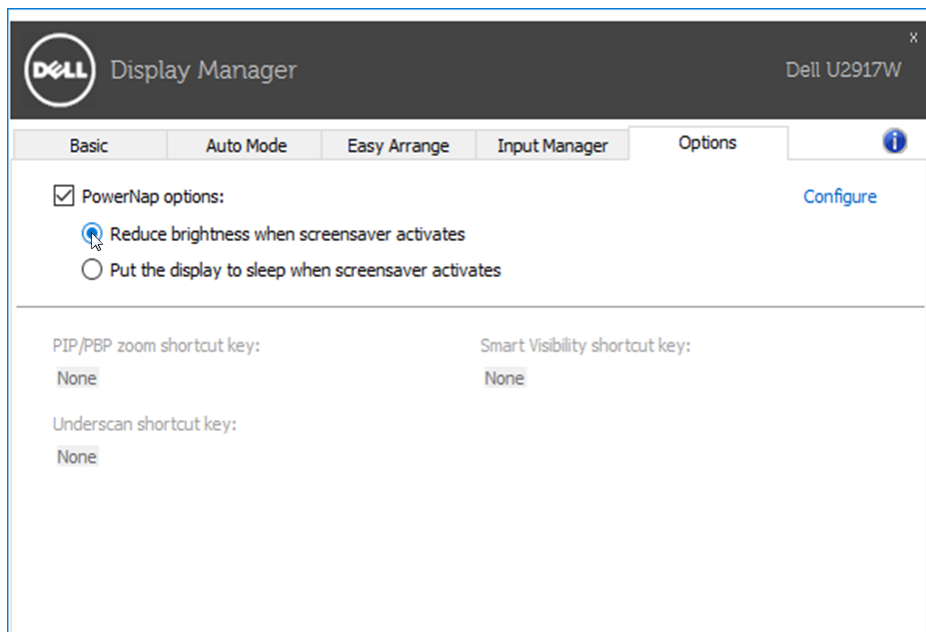 x
DELL Display Manager
Dell U2917W
Basic Auto Mode Easy Arrange Input Manager Options i
PowerNap options: Configure
Reduce brightness when screensaver activates
Put the display to sleep when screensaver activates
PIP/PBP zoom shortcut key: Smart Visibility shortcut key:
None None
Underscan shortcut key:
None